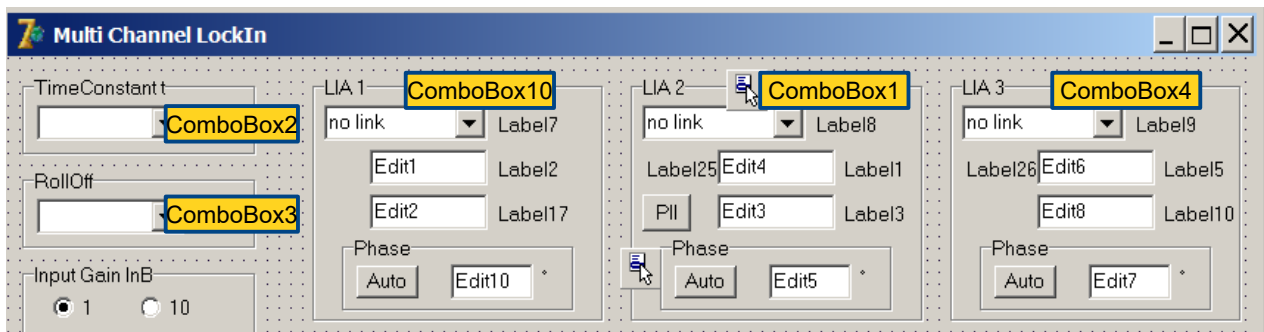 Multi Channel LockIn
TimeConstant t
ComboBox2
RollOff
ComboBox3
Input Gain InB
1
10
LIA 1
ComboBox10
no link
Label7
Edit1
Label2
Edit2
Label17
Phase
Auto
Edit10
°
LIA 2
ComboBox1
no link
Label8
Label25
Edit4
Label1
Pll
Edit3
Label3
Phase
Auto
Edit5
°
LIA 3
ComboBox4
no link
Label9
Label26
Edit6
Label5
Edit8
Label10
Phase
Auto
Edit7
°